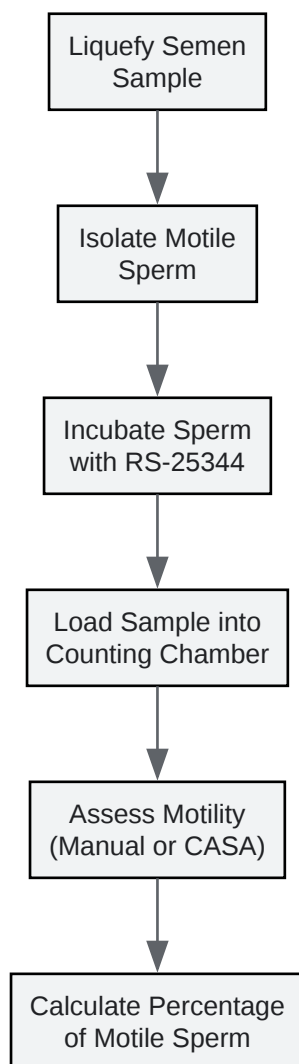 Liquefy Semen
Sample
Isolate Motile
Sperm
Incubate Sperm
with RS-25344
Load Sample into
Counting Chamber
Assess Motility
(Manual or CASA)
Calculate Percentage
of Motile Sperm